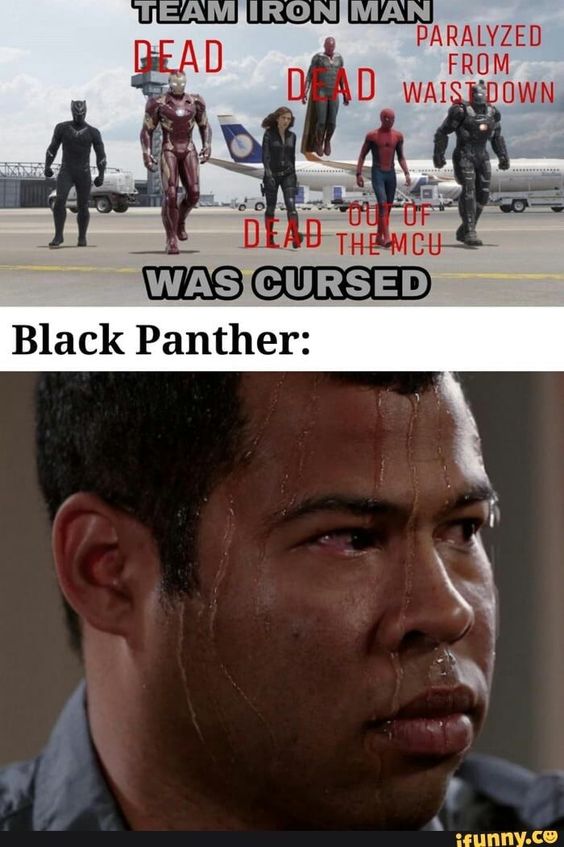 TEAM IRON MAN
DEAD
DEAD
PARALYZED
FROM
WAIST DOWN
DEAD
OUT OF
THE MCU
WAS CURSED
Black Panther:
ifunny.co